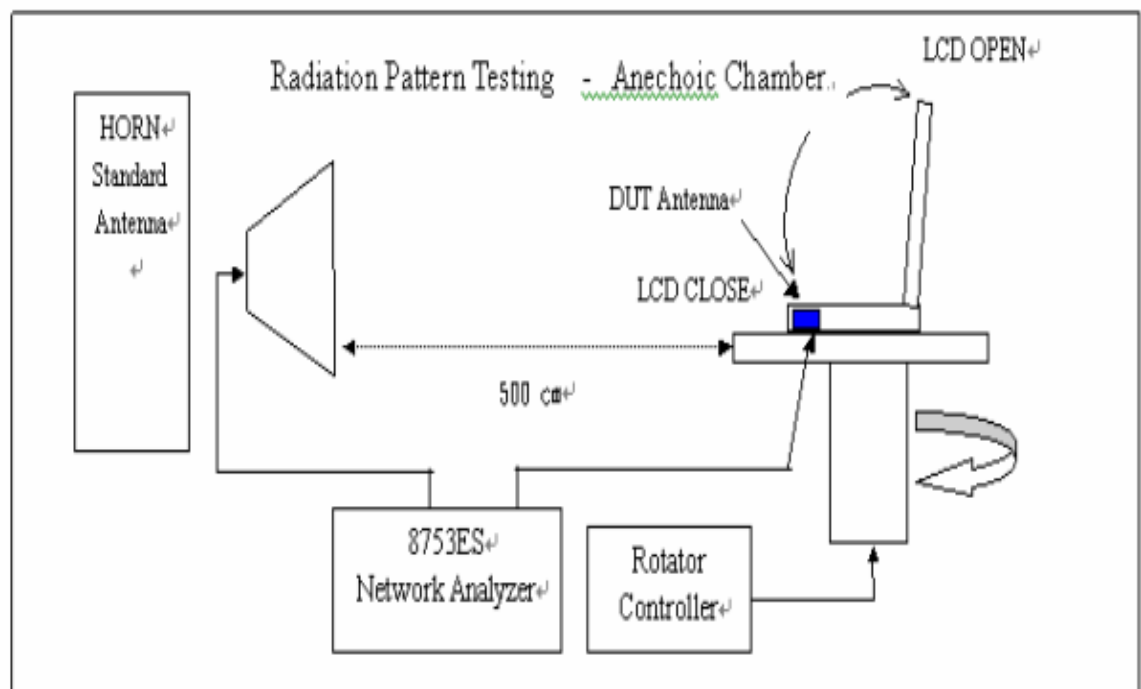 LCD OPEN↵
Radiation Pattern Testing - Anechoic Chamber.
HORN↵
Standard
Antenna↵
↵
DUT Antenna↵
LCD CLOSE↵
500 cm↵
8753ES↵
Network Analyzer↵
Rotator
Controller↵